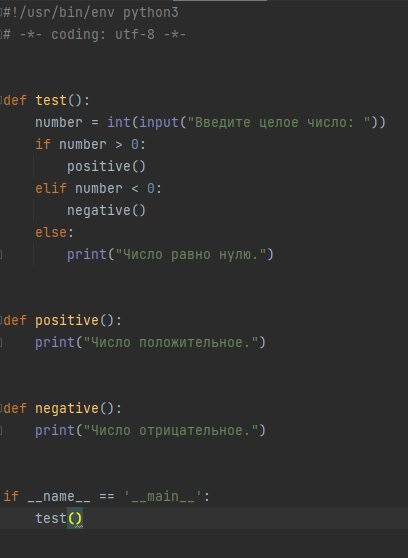 #!/usr/bin/env python3
# -*- coding: utf-8 -*-
def test():
    number = int(input("Введите целое число: "))
    if number > 0:
        positive()
    elif number < 0:
        negative()
    else:
        print("Число равно нулю.")
def positive():
    print("Число положительное.")
def negative():
    print("Число отрицательное.")
if __name__ == '__main__':
    test()